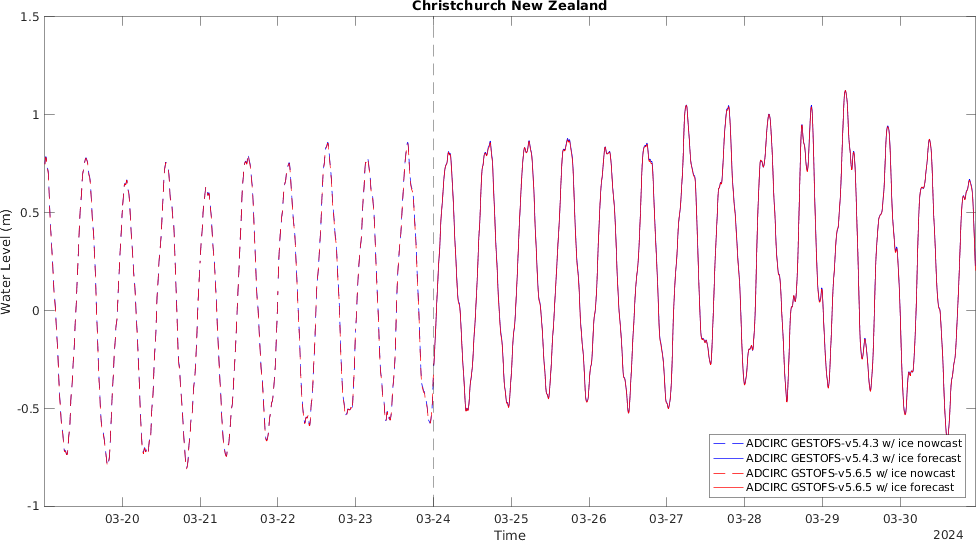 Christchurch New Zealand
1.5
1
0.5
0
-0.5
-1
Water Level (m)
03-20 03-21 03-22 03-23 03-24 03-25 03-26 03-27 03-28 03-29 03-30
Time
2024
ADCIRC GESTOFS-v5.4.3 w/ ice nowcast
ADCIRC GESTOFS-v5.4.3 w/ ice forecast
ADCIRC GSTOFS-v5.6.5 w/ ice nowcast
ADCIRC GSTOFS-v5.6.5 w/ ice forecast